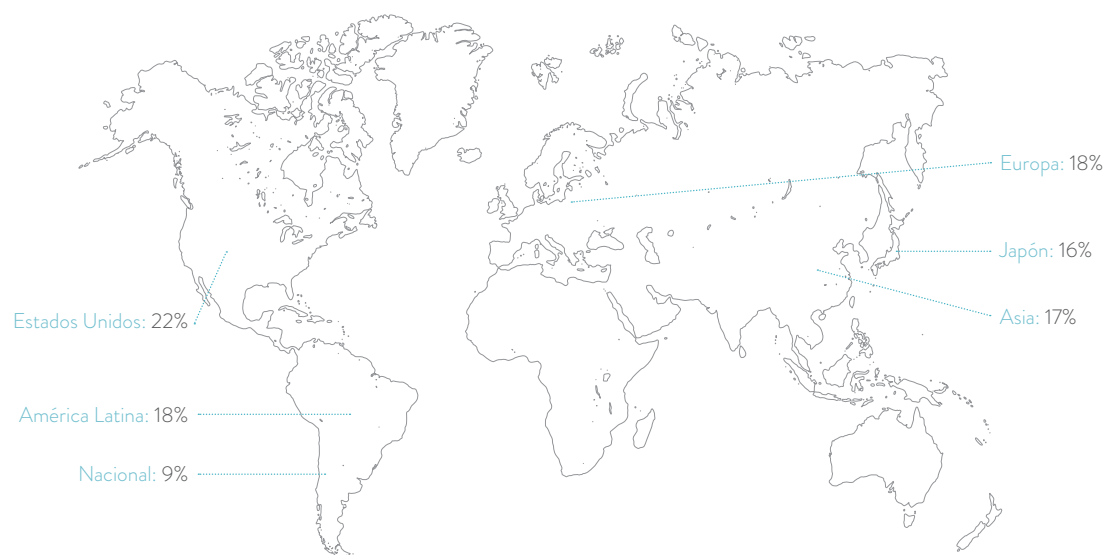 Europa: 18%
Japón: 16%
Asia: 17%
Estados Unidos: 22%
América Latina: 18%
Nacional: 9%